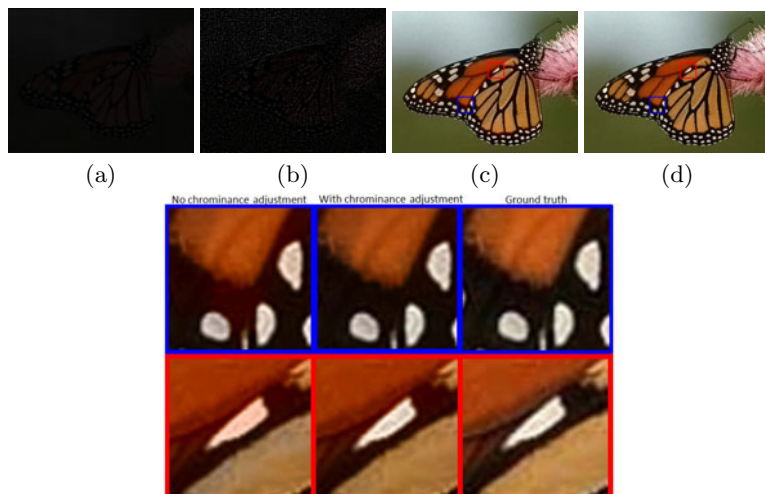 (a) (b) (c) (d)
No chrominance adjustment With chrominance adjustment Ground truth